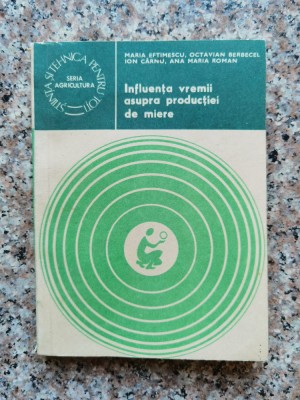 MARIA EFTIMESCU, OCTAVIAN BERBECEL
ION CÂRNU, ANA MARIA ROMAN
ȘTIINȚA ȘI TEHNICA PENTRU TOȚI
SERIA
AGRICULTURA
Influența vremii
asupra producției
de miere